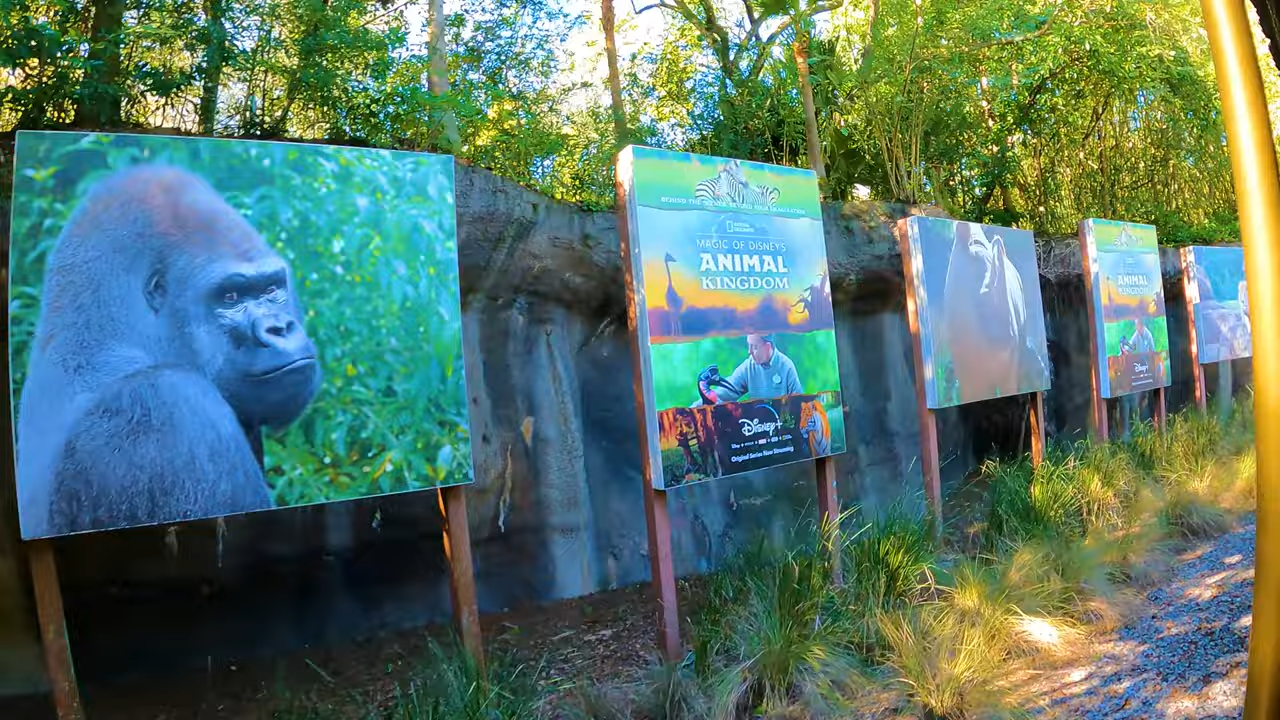 BEHIND THE SCENES. BEYOND YOUR IMAGINATION.
NATIONAL
GEOGRAPHIC
MAGIC OF DISNEY'S
ANIMAL
KINGDOM
Disney+
Original Series Now Streaming
ANIMAL
KINGDOM
Disney+